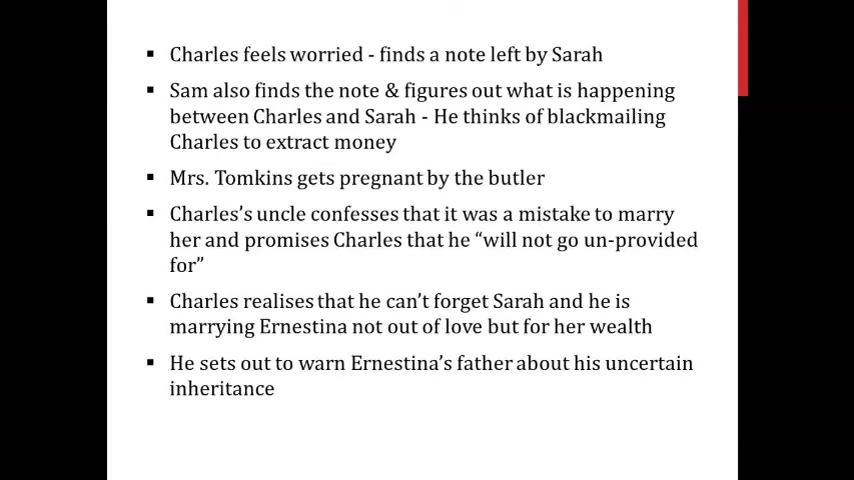 ▪ Charles feels worried - finds a note left by Sarah
▪ Sam also finds the note & figures out what is happening
between Charles and Sarah - He thinks of blackmailing
Charles to extract money
▪ Mrs. Tomkins gets pregnant by the butler
▪ Charles’s uncle confesses that it was a mistake to marry
her and promises Charles that he “will not go un-provided
for”
▪ Charles realises that he can’t forget Sarah and he is
marrying Ernestina not out of love but for her wealth
▪ He sets out to warn Ernestina’s father about his uncertain
inheritance